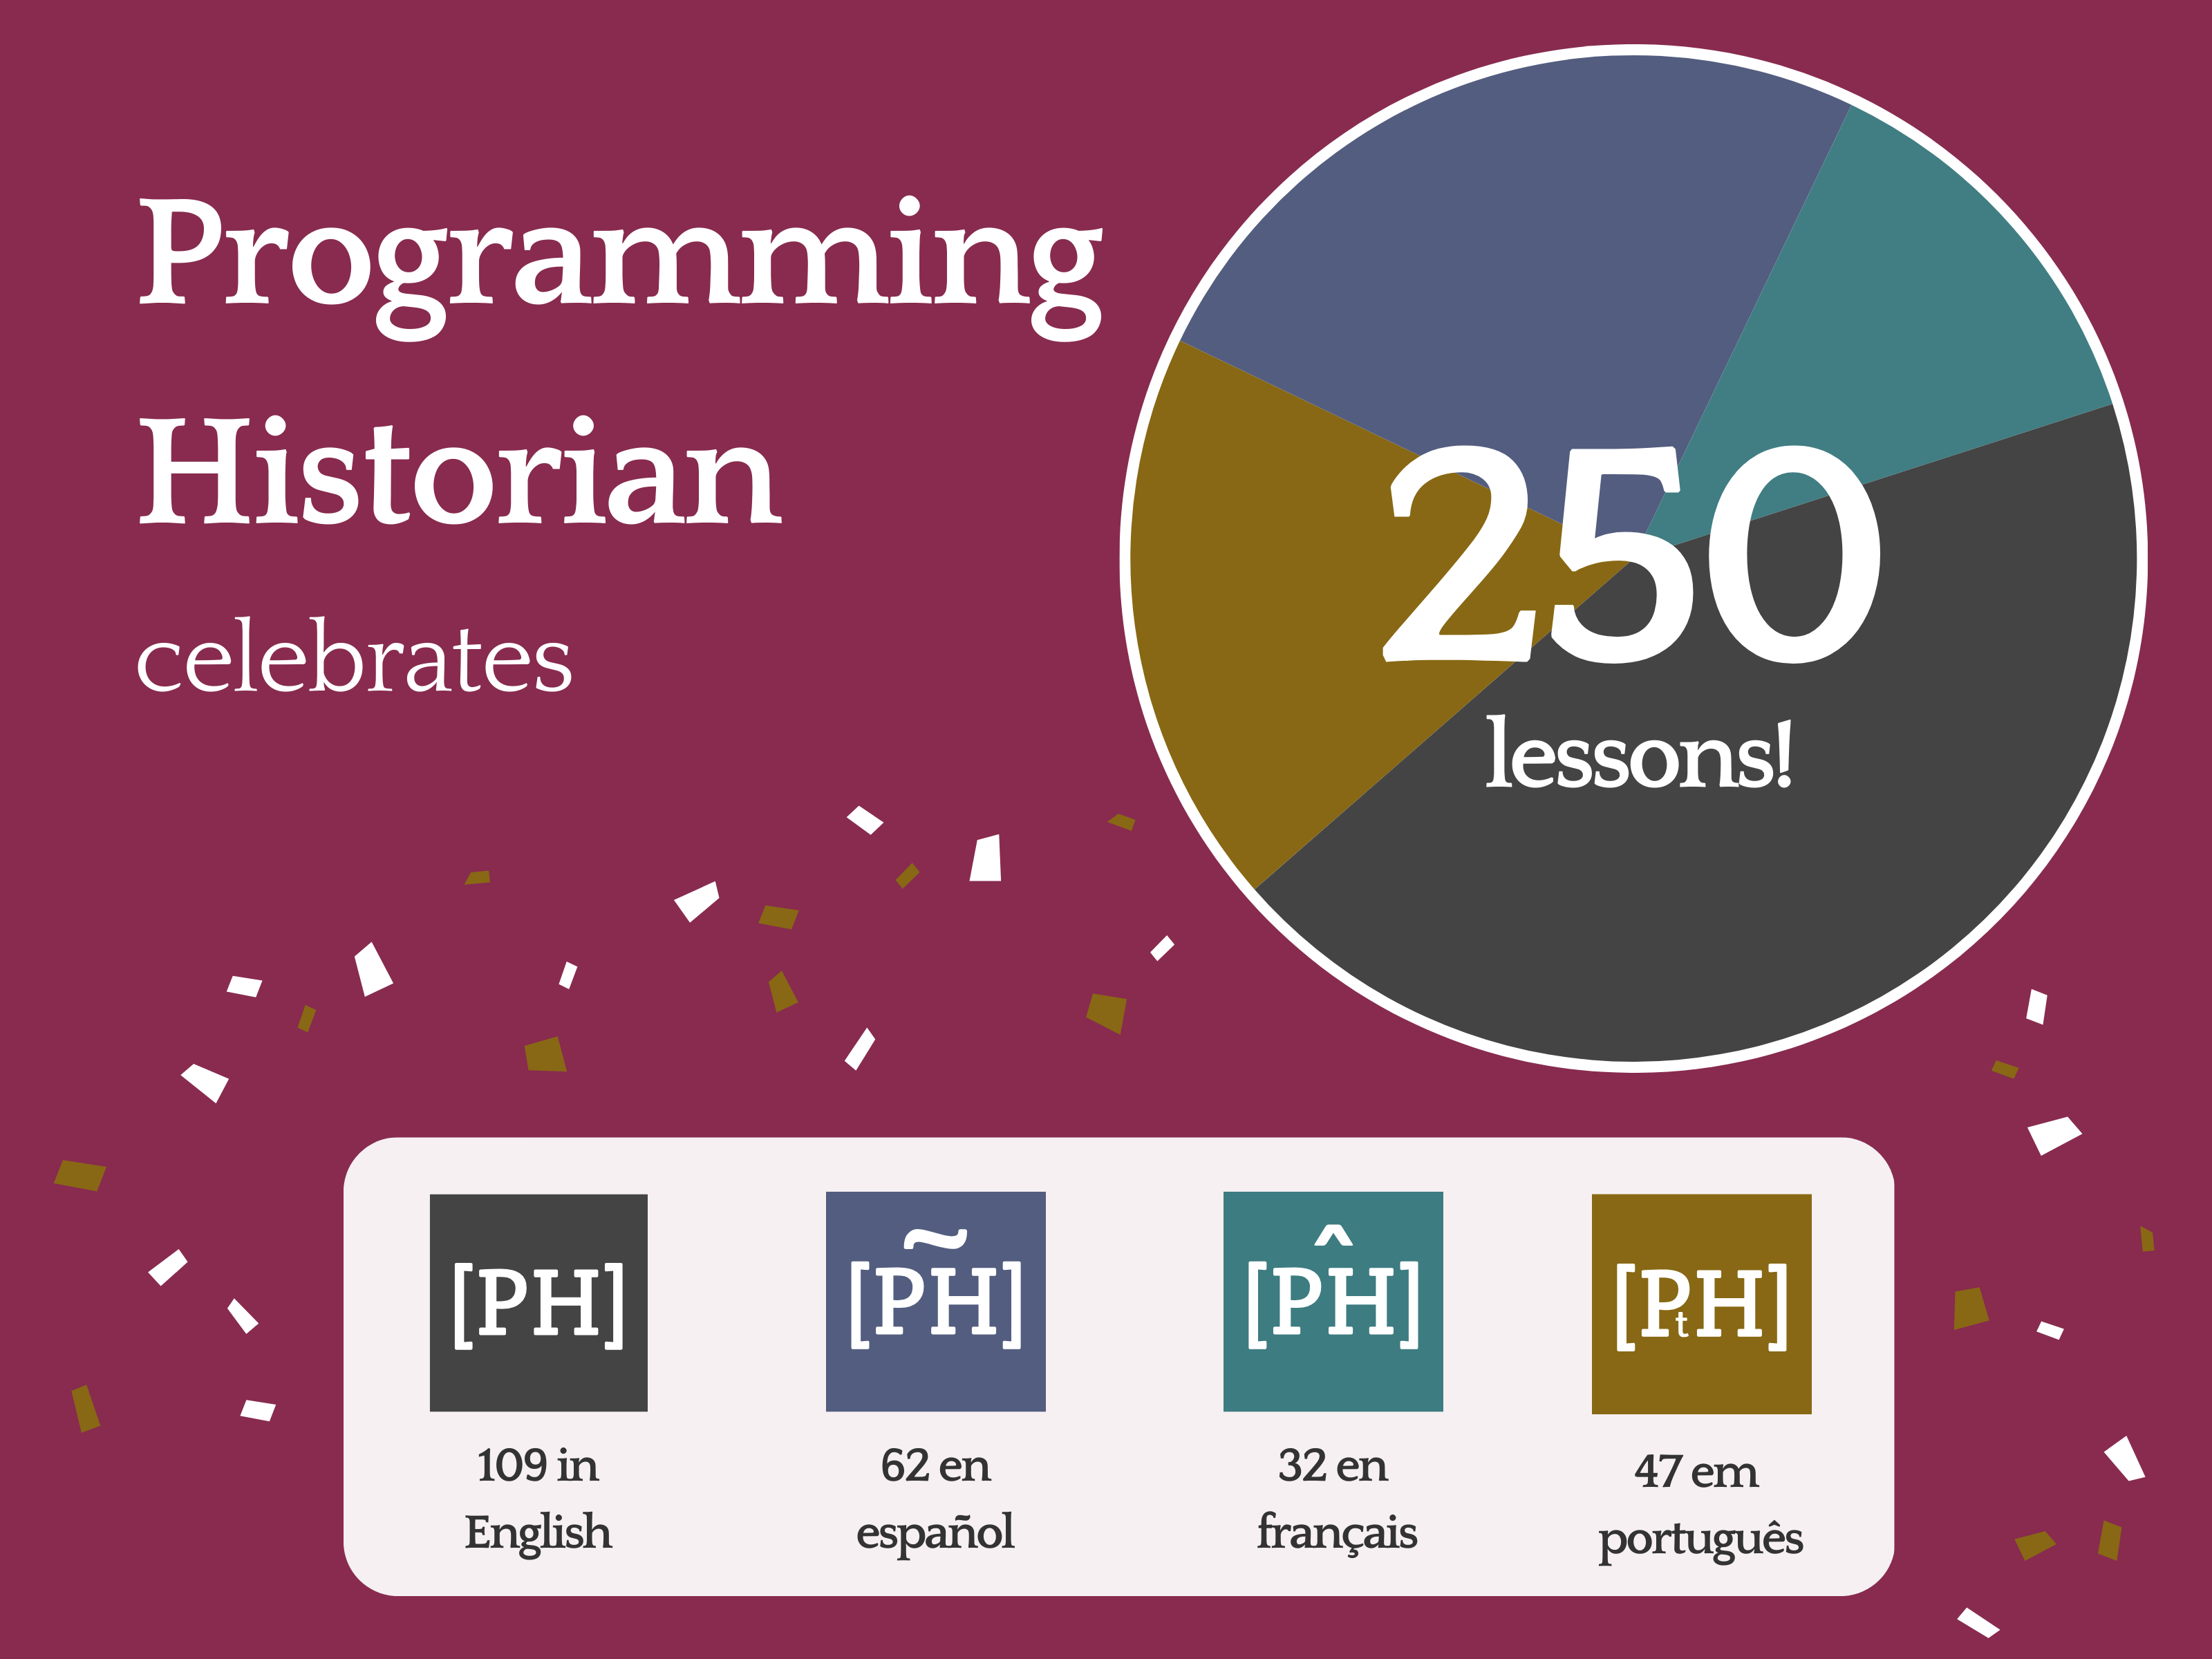 Programming
Historian
celebrates
250
lessons!
[PH]
109 in
English
~
[PH]
62 en
español
^
[PH]
32 en
français
[PtH]
47 em
português